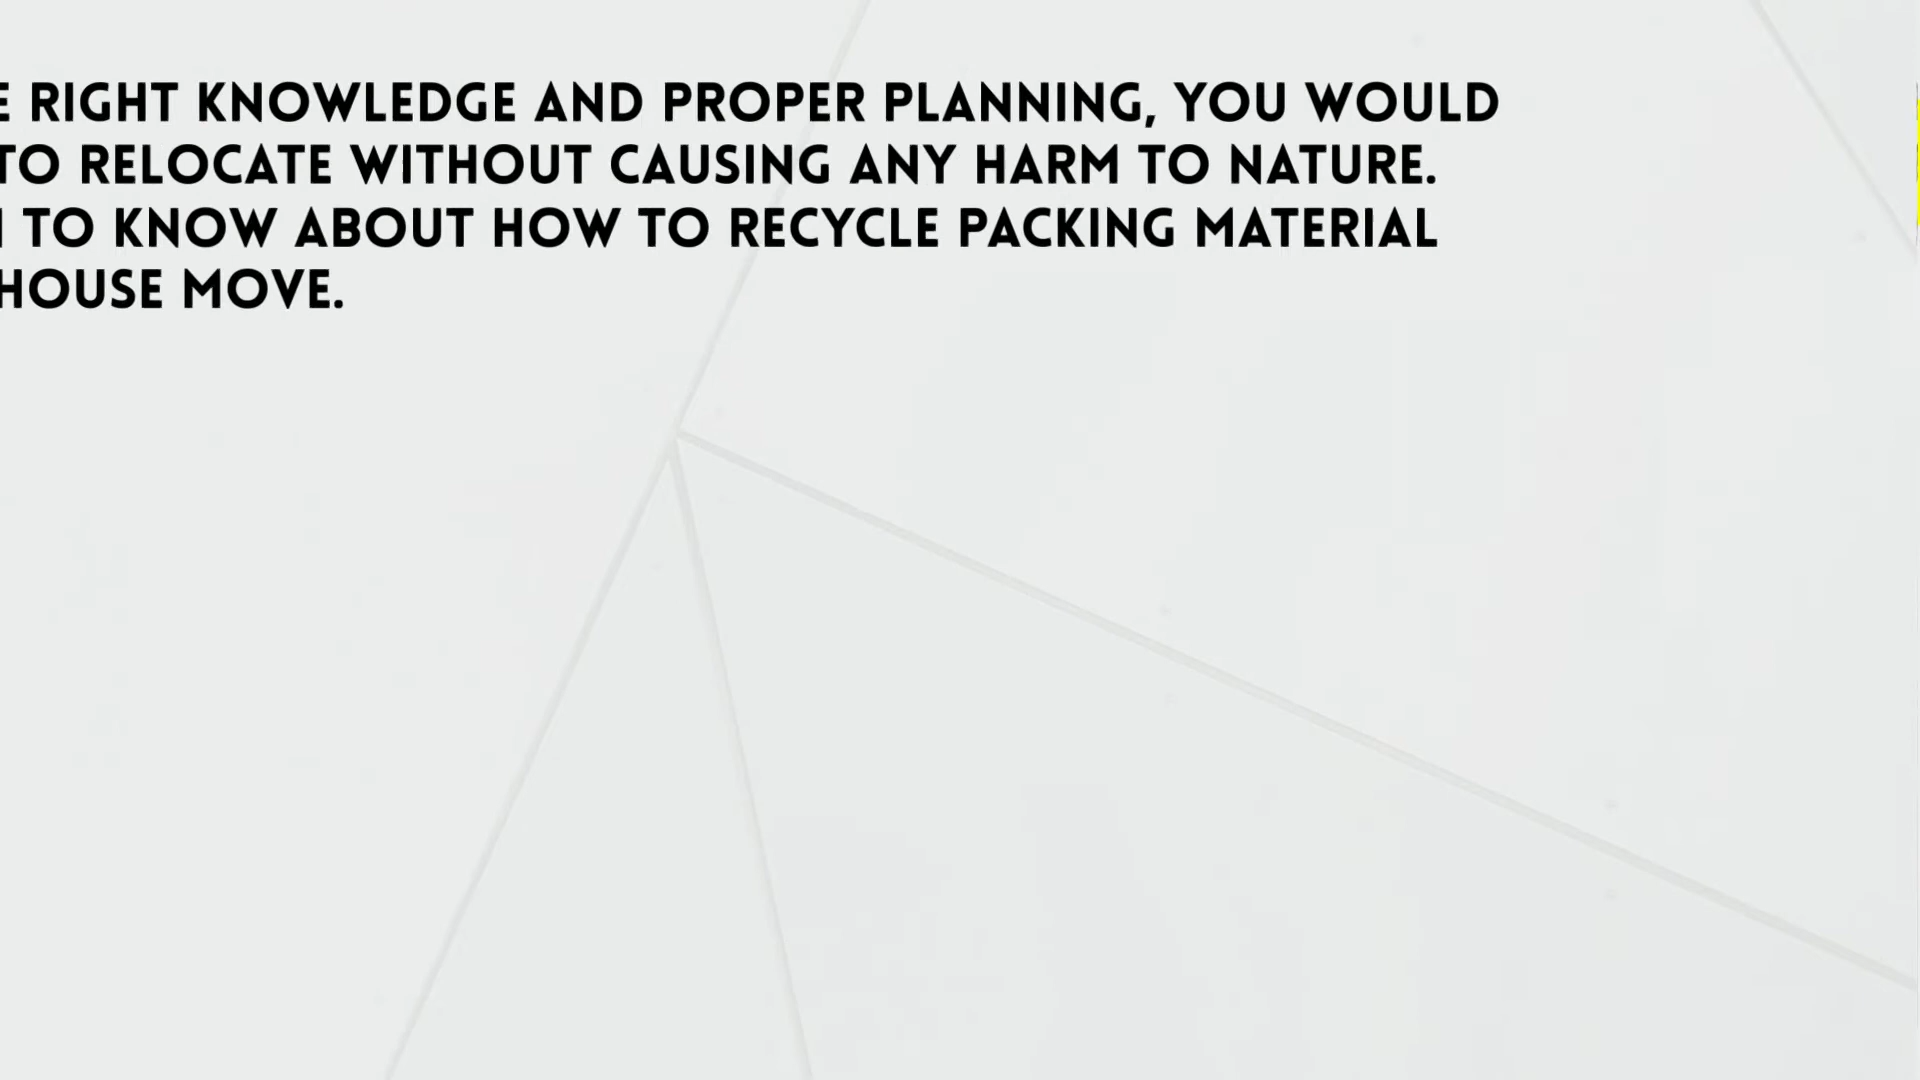 RIGHT KNOWLEDGE AND PROPER PLANNING, YOU WOULD
TO RELOCATE WITHOUT CAUSING ANY HARM TO NATURE.
TO KNOW ABOUT HOW TO RECYCLE PACKING MATERIAL
HOUSE MOVE.